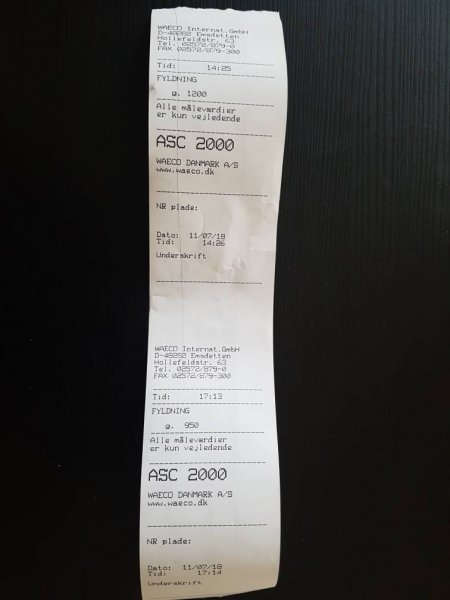 WAECO Internat.GmbH
D-48282 Emsdetten
Hollefeldstr. 63
Tel. 02572/879-0
FAX 02572/879-300
Tid: 14:25
FYLDNING
g. 1200
Alle måleværdier
er kun vejledende
ASC 2000
WAECO DANMARK A/S
www.waeco.dk
NR plade:
Dato: 11/07/18
Tid: 14:26
Underskrift
WAECO Internat.GmbH
D-48282 Emsdetten
Hollefeldstr. 63
Tel. 02572/879-0
FAX 02572/879-300
Tid: 17:13
FYLDNING
g. 950
Alle måleværdier
er kun vejledende
ASC 2000
WAECO DANMARK A/S
www.waeco.dk
NR plade:
Dato: 11/07/18
Tid: 17:14
Underskrift